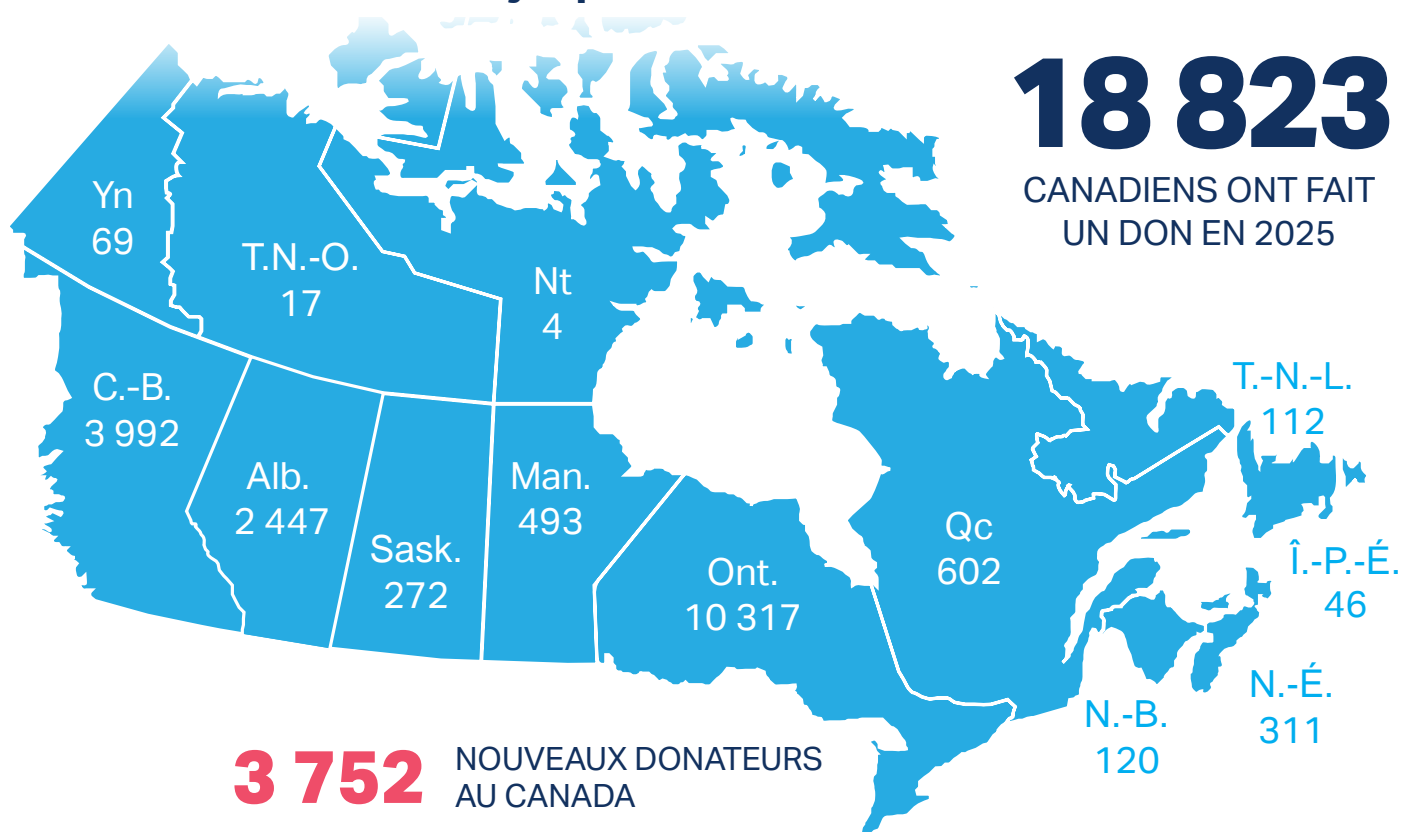 18 823
CANADIENS ONT FAIT
UN DON EN 2025
Yn
69
T.N.-O.
17
Nt
4
C.-B.
3 992
Alb.
2 447
Sask.
272
Man.
493
Ont.
10 317
Qc
602
T.-N.-L.
112
Î.-P.-É.
46
N.-É.
311
N.-B.
120
3 752
NOUVEAUX DONATEURS
AU CANADA